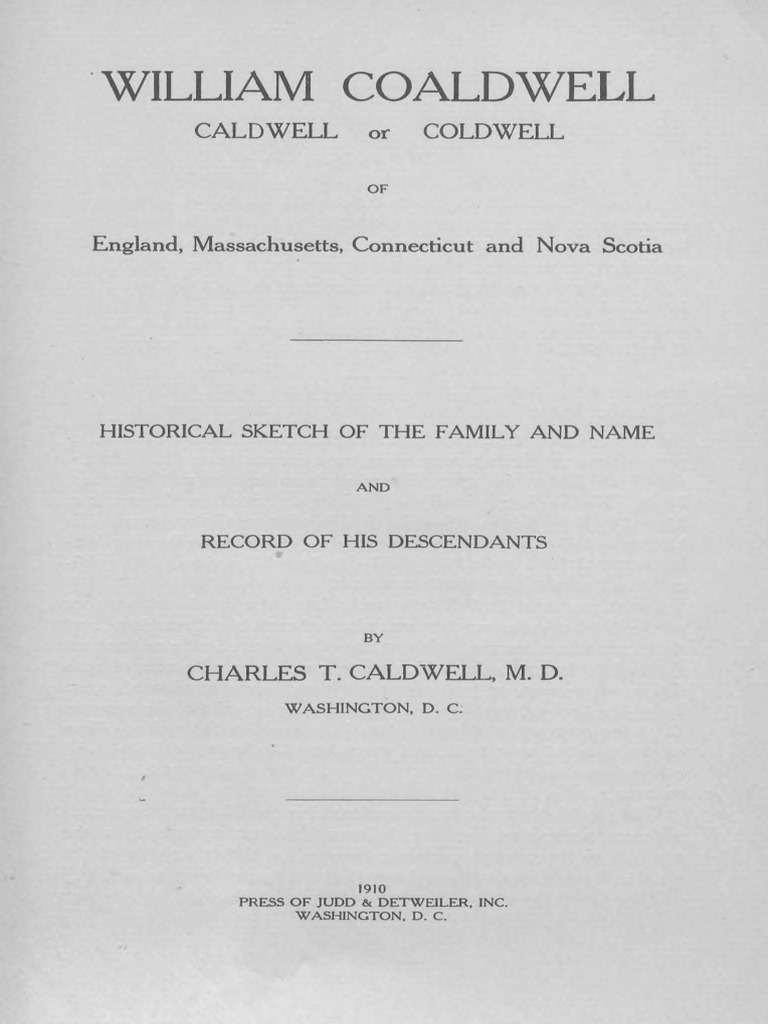 WILLIAM COALDWELL
CALDWELL or COLDWELL
OF
England, Massachusetts, Connecticut and Nova Scotia
HISTORICAL SKETCH OF THE FAMILY AND NAME
AND
RECORD OF HIS DESCENDANTS
BY
CHARLES T. CALDWELL, M. D.
WASHINGTON, D. C.
1910
PRESS OF JUDD & DETWEILER, INC.
WASHINGTON, D. C.